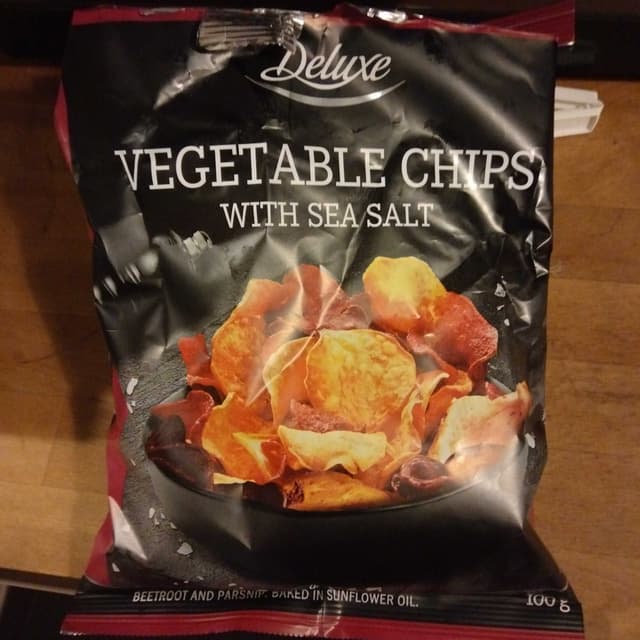 Deluxe
VEGETABLE CHIPS
WITH SEA SALT
BEETROOT AND PARSNIP BAKED IN SUNFLOWER OIL.
100 g